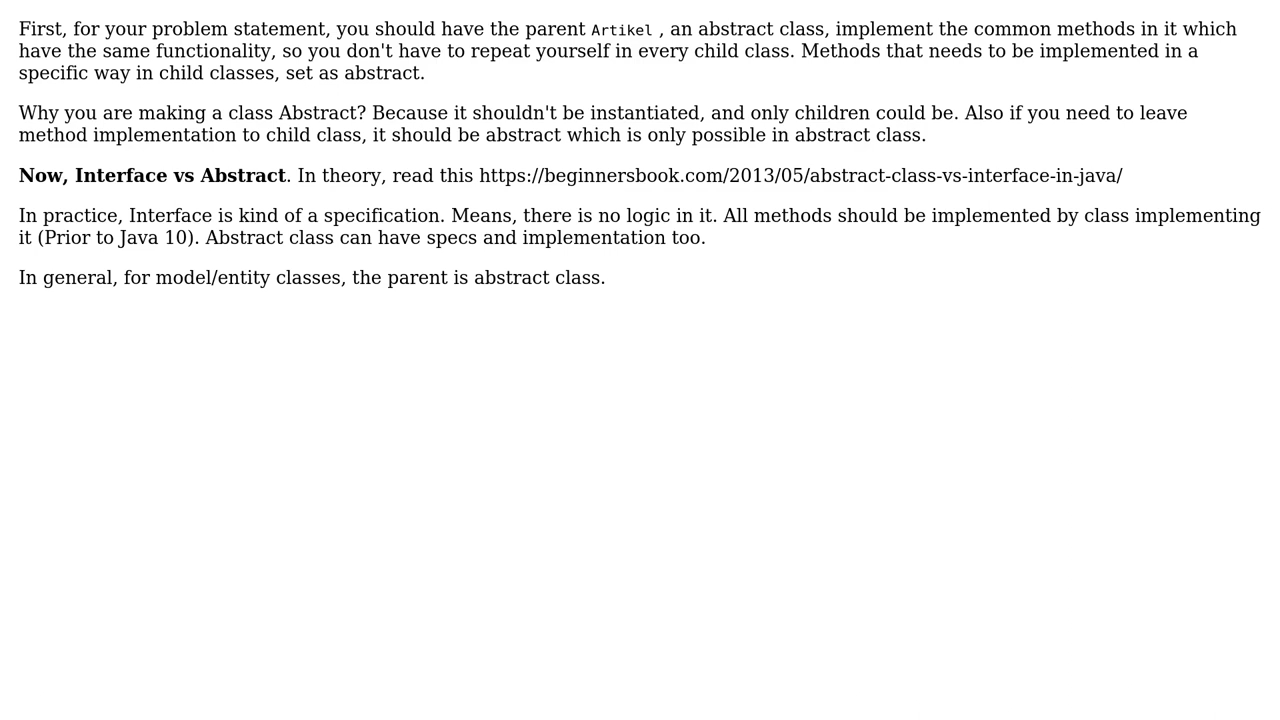 First, for your problem statement, you should have the parent Artikel , an abstract class, implement the common methods in it which
have the same functionality, so you don't have to repeat yourself in every child class. Methods that needs to be implemented in a
specific way in child classes, set as abstract.
Why you are making a class Abstract? Because it shouldn't be instantiated, and only children could be. Also if you need to leave
method implementation to child class, it should be abstract which is only possible in abstract class.
Now, Interface vs Abstract. In theory, read this https://beginnersbook.com/2013/05/abstract-class-vs-interface-in-java/
In practice, Interface is kind of a specification. Means, there is no logic in it. All methods should be implemented by class implementing
it (Prior to Java 10). Abstract class can have specs and implementation too.
In general, for model/entity classes, the parent is abstract class.